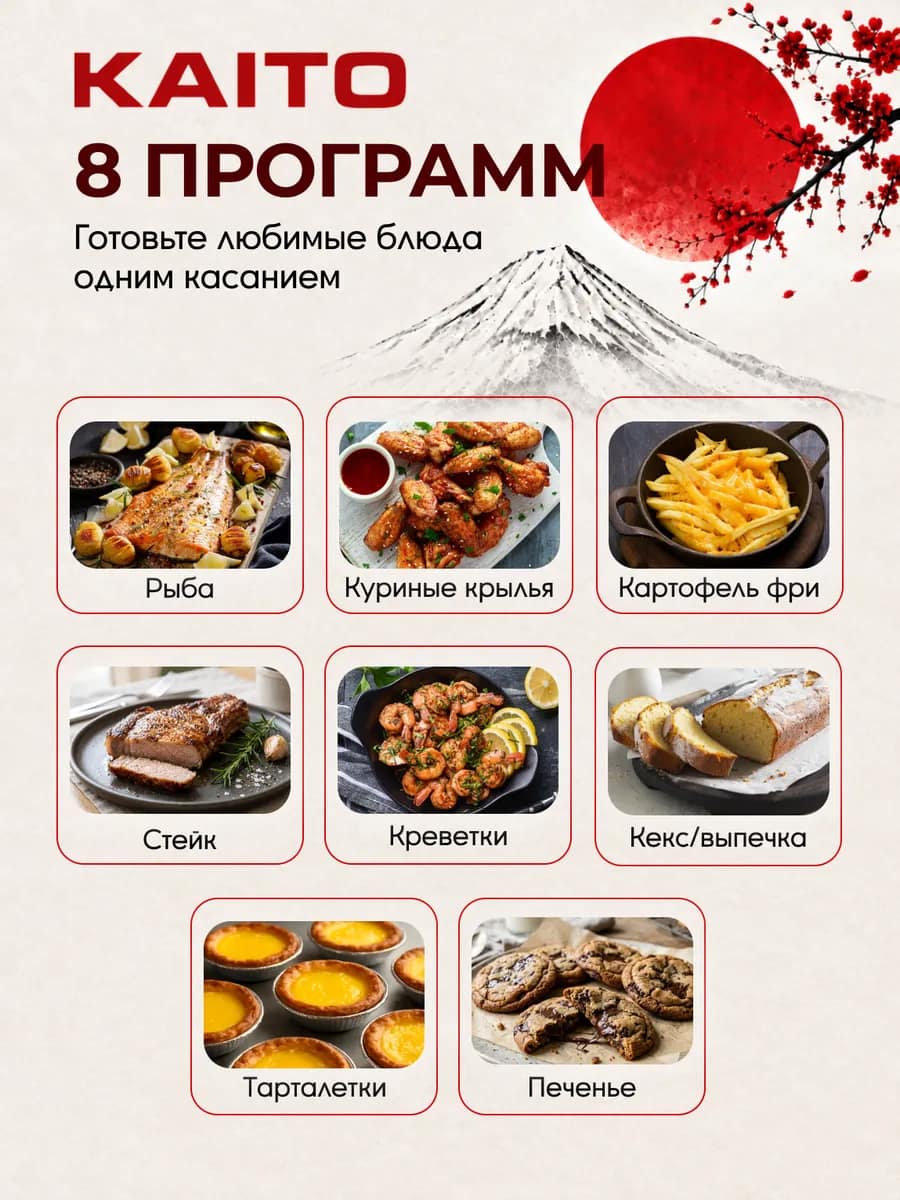 KAITO
8 ПРОГРАММ
Готовьте любимые блюда
одним касанием
Рыба
Куриные крылья
Картофель фри
Стейк
Креветки
Кекс/выпечка
Тарталетки
Печенье